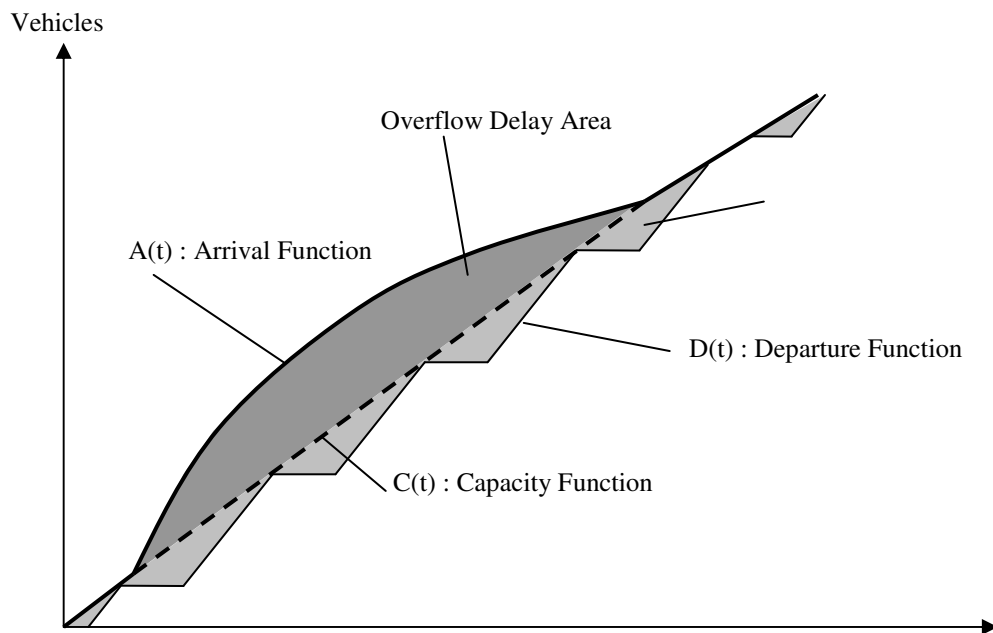 Vehicles
Overflow Delay Area
A(t) : Arrival Function
D(t) : Departure Function
C(t) : Capacity Function